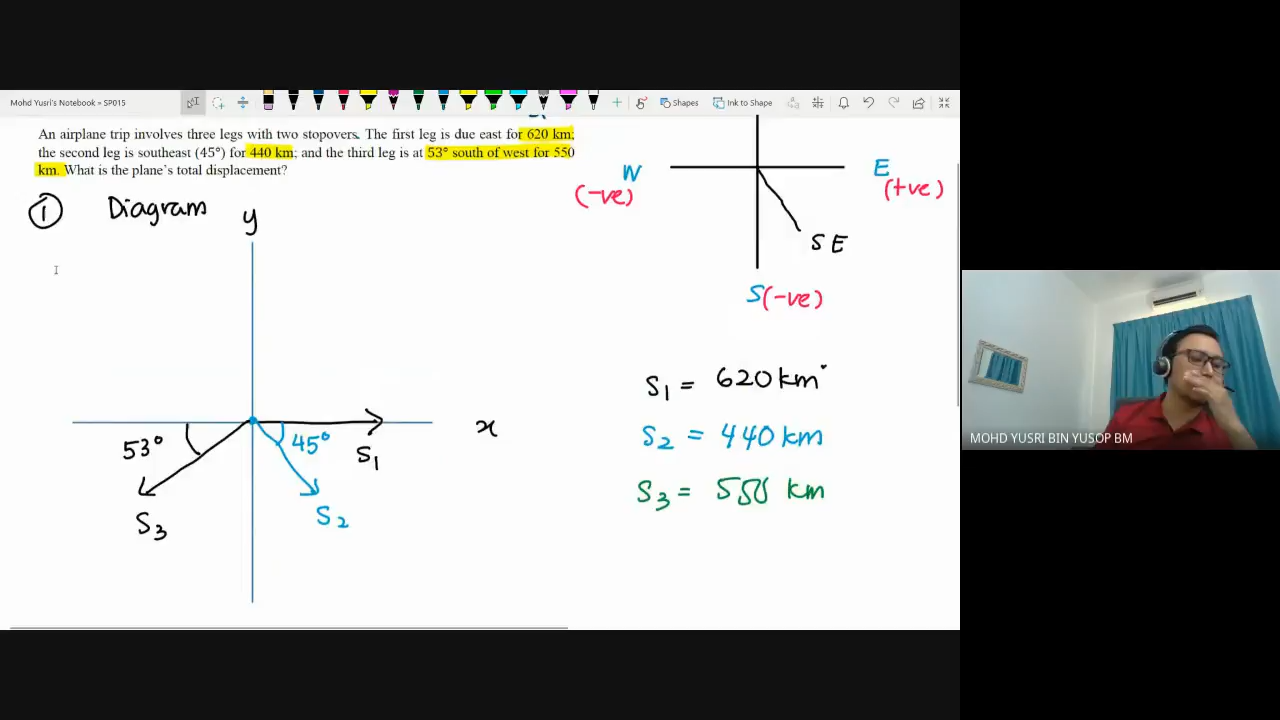 Mohd Yusri's Notebook » SP015
Shapes
Ink to Shape
An airplane trip involves three legs with two stopovers. The first leg is due east for 620 km;
the second leg is southeast (45°) for 440 km; and the third leg is at 53° south of west for 550
km. What is the plane's total displacement?
1 Diagram
y
53°
45°
S1
S2
S3
x
W
(-ve)
E
(+ve)
SE
S(-ve)
S1 = 620 km
S2 = 440 km
S3 = 550 km
MOHD YUSRI BIN YUSOP BM